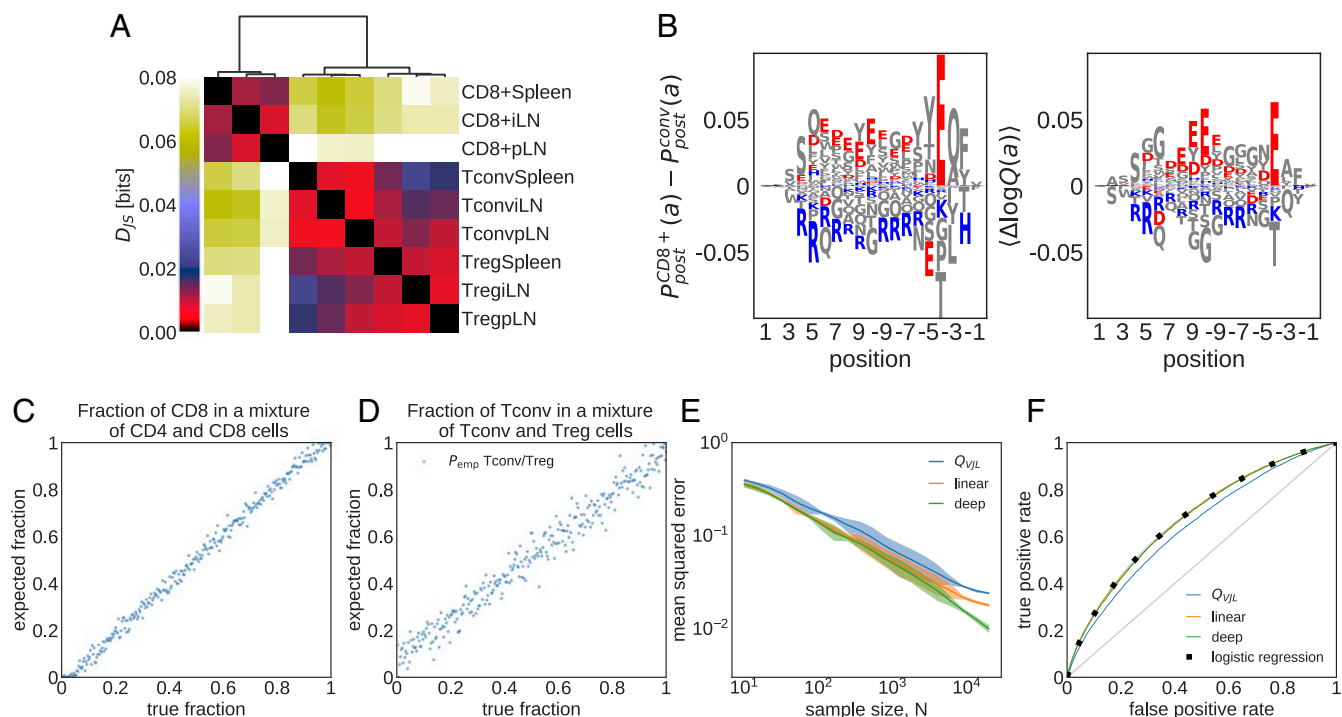 A
B
0.08
0.06
0.04
0.02
0.00
D_JS [bits]
CD8+Spleen
CD8+iLN
CD8+pLN
TconvSpleen
TconviLN
TconvpLN
TregSpleen
TregiLN
TregpLN
P_post^CD8+(a) − P_post^conv(a)
0.05
0
-0.05
1 3 5 7 9 -9 -7 -5 -3 -1
position
⟨ΔlogQ(a)⟩
0.05
0
-0.05
1 3 5 7 9 -9 -7 -5 -3 -1
position
C
Fraction of CD8 in a mixture
of CD4 and CD8 cells
expected fraction
1
0.8
0.6
0.4
0.2
0
0 0.2 0.4 0.6 0.8 1
true fraction
D
Fraction of Tconv in a mixture
of Tconv and Treg cells
P_emp Tconv/Treg
expected fraction
1
0.8
0.6
0.4
0.2
0
0 0.2 0.4 0.6 0.8 1
true fraction
E
mean squared error
10^0
10^-1
10^-2
Q_VJL
linear
deep
10^1 10^2 10^3 10^4
sample size, N
F
true positive rate
1
0.8
0.6
0.4
0.2
0
Q_VJL
linear
deep
logistic regression
0 0.2 0.4 0.6 0.8 1
false positive rate